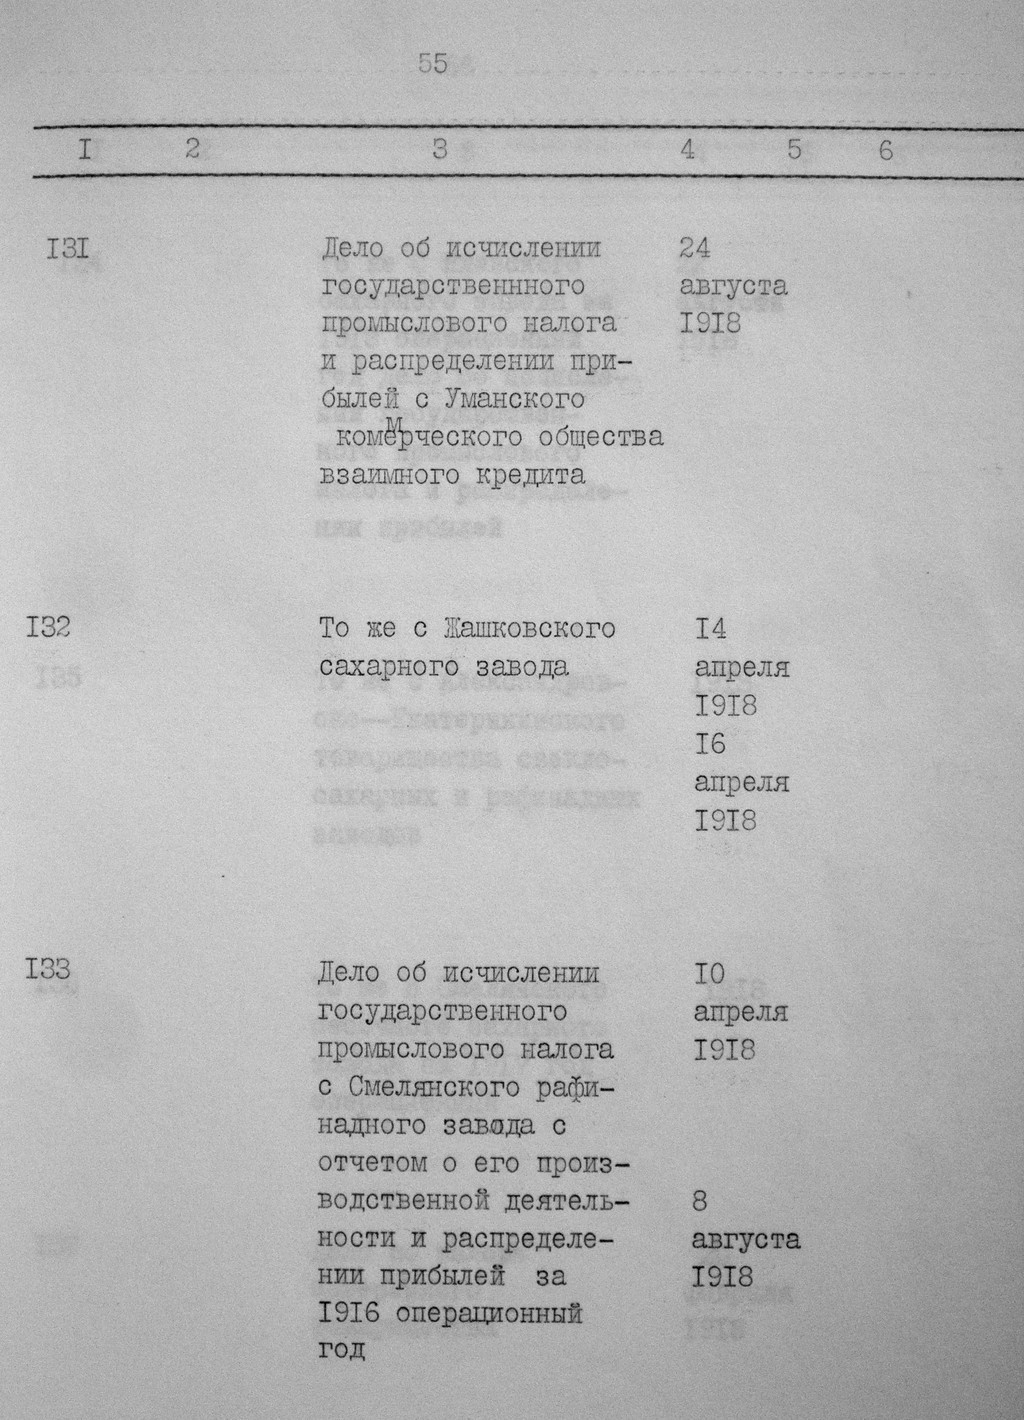 55
I 2 3 4 5 6
I3I Дело об исчислении 24
государственнного августа
промыслового налога I9I8
и распределении при-
былей с Уманского
коммерческого общества
взаимного кредита
I32 То же с Жашковского I4
сахарного завода апреля
I9I8
I6
апреля
I9I8
I33 Дело об исчислении IO
государственного апреля
промыслового налога I9I8
с Смелянского рафи-
надного завода с
отчетом о его произ-
водственной деятель- 8
ности и распределе- августа
нии прибылей за I9I8
I9I6 операционный
год